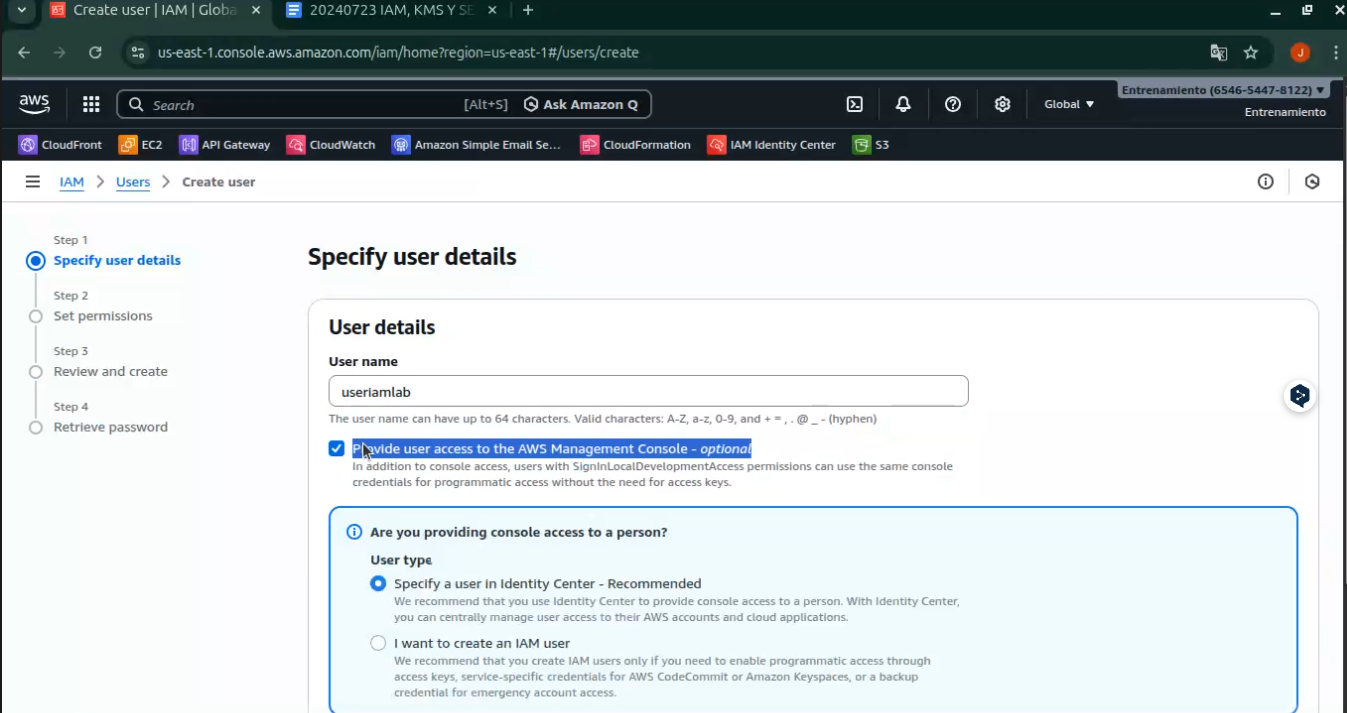 Create user | IAM | Globa
20240723 IAM, KMS Y SE
us-east-1.console.aws.amazon.com/iam/home?region=us-east-1#/users/create
J
aws
Search
[Alt+S]
Ask Amazon Q
Global
Entrenamiento (6546-5447-8122)
Entrenamiento
CloudFront
EC2
API Gateway
CloudWatch
Amazon Simple Email Se...
CloudFormation
IAM Identity Center
S3
IAM
Users
Create user
Step 1
Specify user details
Step 2
Set permissions
Step 3
Review and create
Step 4
Retrieve password
Specify user details
User details
User name
useriamlab
The user name can have up to 64 characters. Valid characters: A-Z, a-z, 0-9, and + = , . @ _ - (hyphen)
Provide user access to the AWS Management Console - optional
In addition to console access, users with SignInLocalDevelopmentAccess permissions can use the same console
credentials for programmatic access without the need for access keys.
Are you providing console access to a person?
User type
Specify a user in Identity Center - Recommended
We recommend that you use Identity Center to provide console access to a person. With Identity Center,
you can centrally manage user access to their AWS accounts and cloud applications.
I want to create an IAM user
We recommend that you create IAM users only if you need to enable programmatic access through
access keys, service-specific credentials for AWS CodeCommit or Amazon Keyspaces, or a backup
credential for emergency account access.